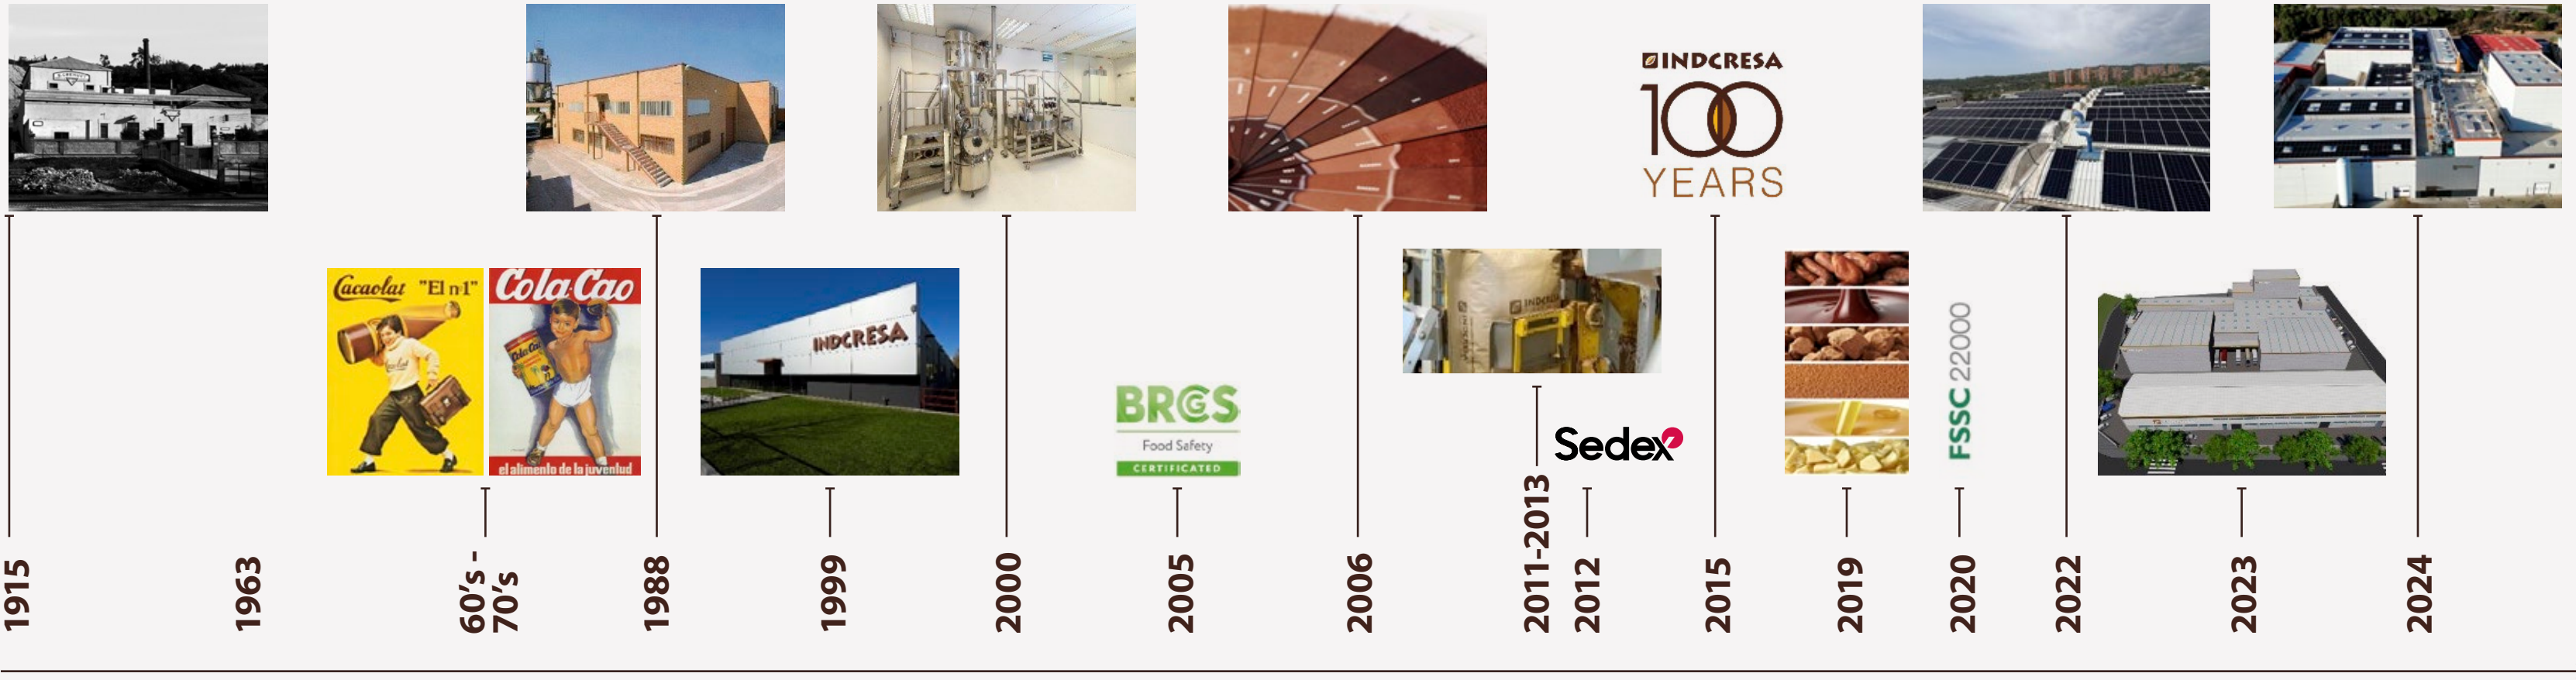 INDCRESA
100
YEARS
Cacaolat "El nº1"
Cola-Cao
Cola-Cao
el alimento de la juventud
INDCRESA
BRCGS
Food Safety
CERTIFICATED
INDCRESA
Sedex
FSSC 22000
1915
1963
60's -
70's
1988
1999
2000
2005
2006
2011-2013
2012
2015
2019
2020
2022
2023
2024